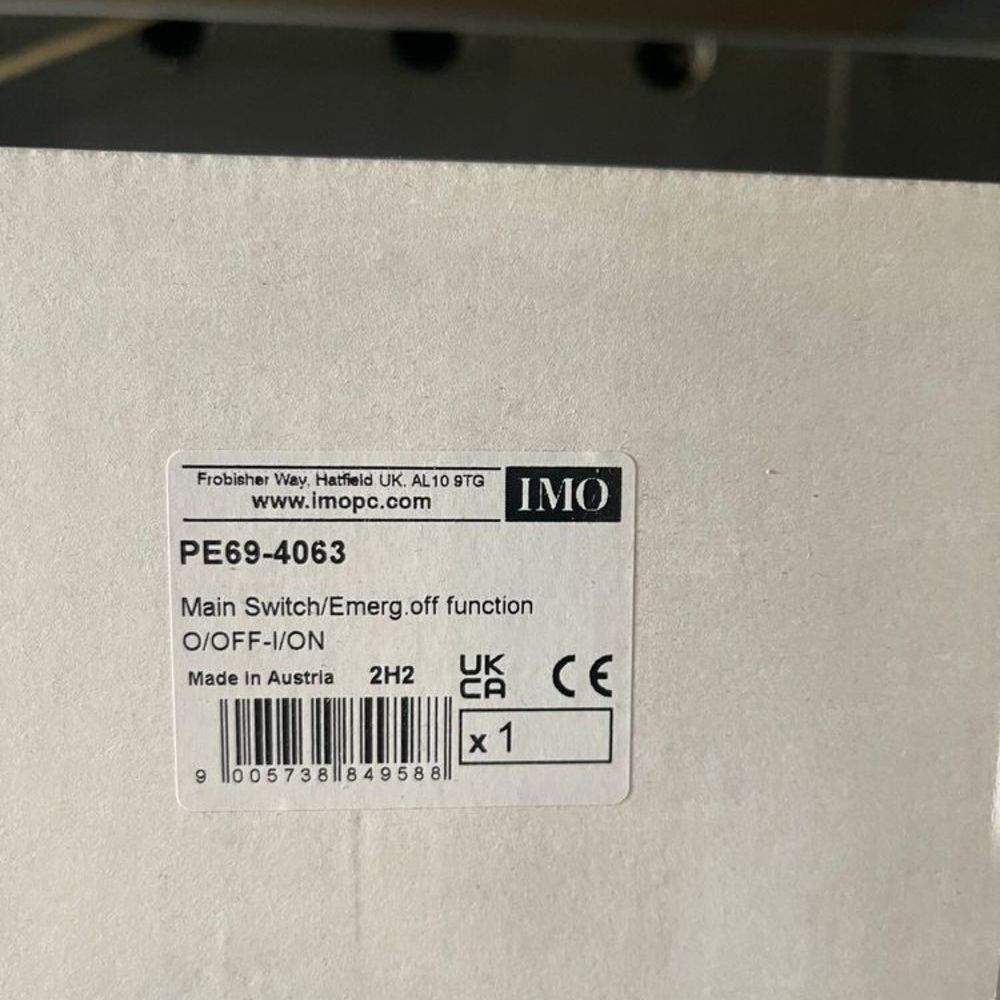 Frobisher Way, Hatfield UK. AL10 9TG
www.imopc.com
IMO
PE69-4063
Main Switch/Emerg.off function
O/OFF-I/ON
Made in Austria 2H2
UK
CA
CE
x 1
9 005738 849588